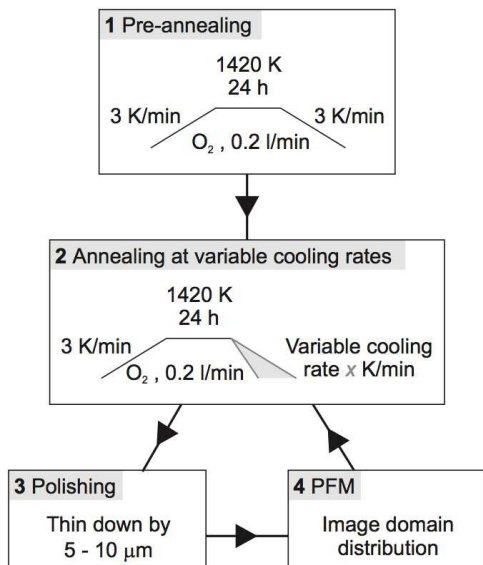 1 Pre-annealing
1420 K
24 h
3 K/min
3 K/min
O₂ , 0.2 l/min
2 Annealing at variable cooling rates
1420 K
24 h
3 K/min
Variable cooling
O₂ , 0.2 l/min
rate x K/min
3 Polishing
Thin down by
5 - 10 µm
4 PFM
Image domain
distribution